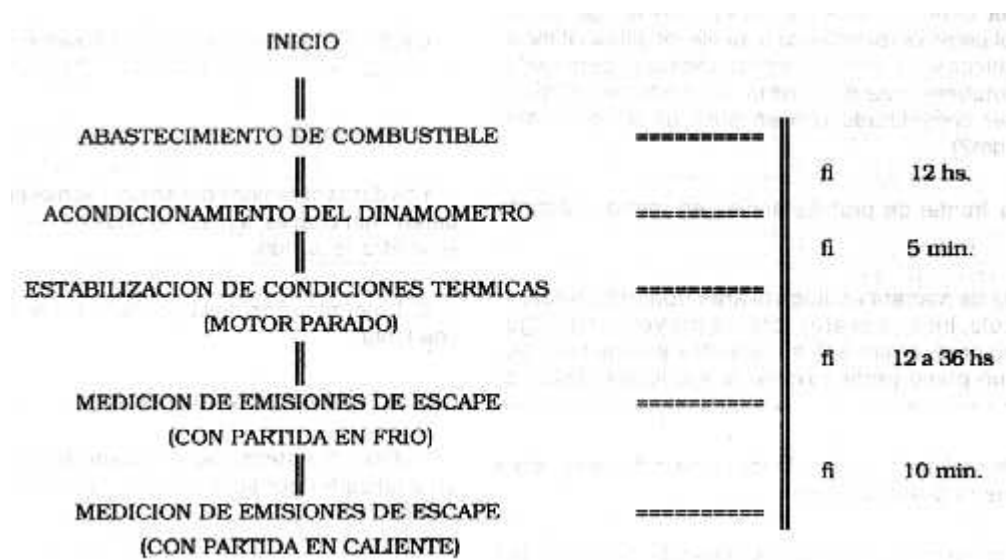 INICIO
ABASTECIMIENTO DE COMBUSTIBLE ==========
fi 12 hs.
ACONDICIONAMIENTO DEL DINAMOMETRO ==========
fi 5 min.
ESTABILIZACION DE CONDICIONES TERMICAS ==========
(MOTOR PARADO)
fi 12 a 36 hs
MEDICION DE EMISIONES DE ESCAPE ==========
(CON PARTIDA EN FRIO)
fi 10 min.
MEDICION DE EMISIONES DE ESCAPE ==========
(CON PARTIDA EN CALIENTE)